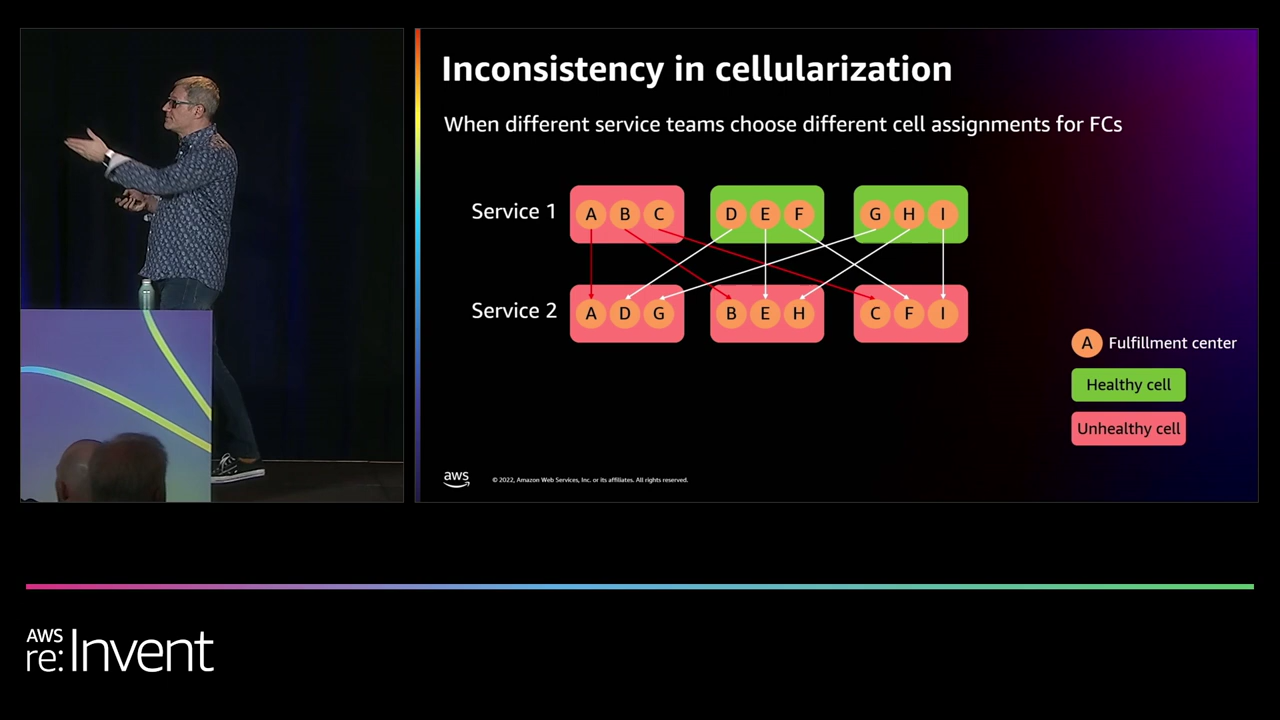 Inconsistency in cellularization
When different service teams choose different cell assignments for FCs
Service 1 A B C D E F G H I
Service 2 A D G B E H C F I
A Fulfillment center
Healthy cell
Unhealthy cell
aws © 2022, Amazon Web Services, Inc. or its affiliates. All rights reserved.
AWS
re:Invent